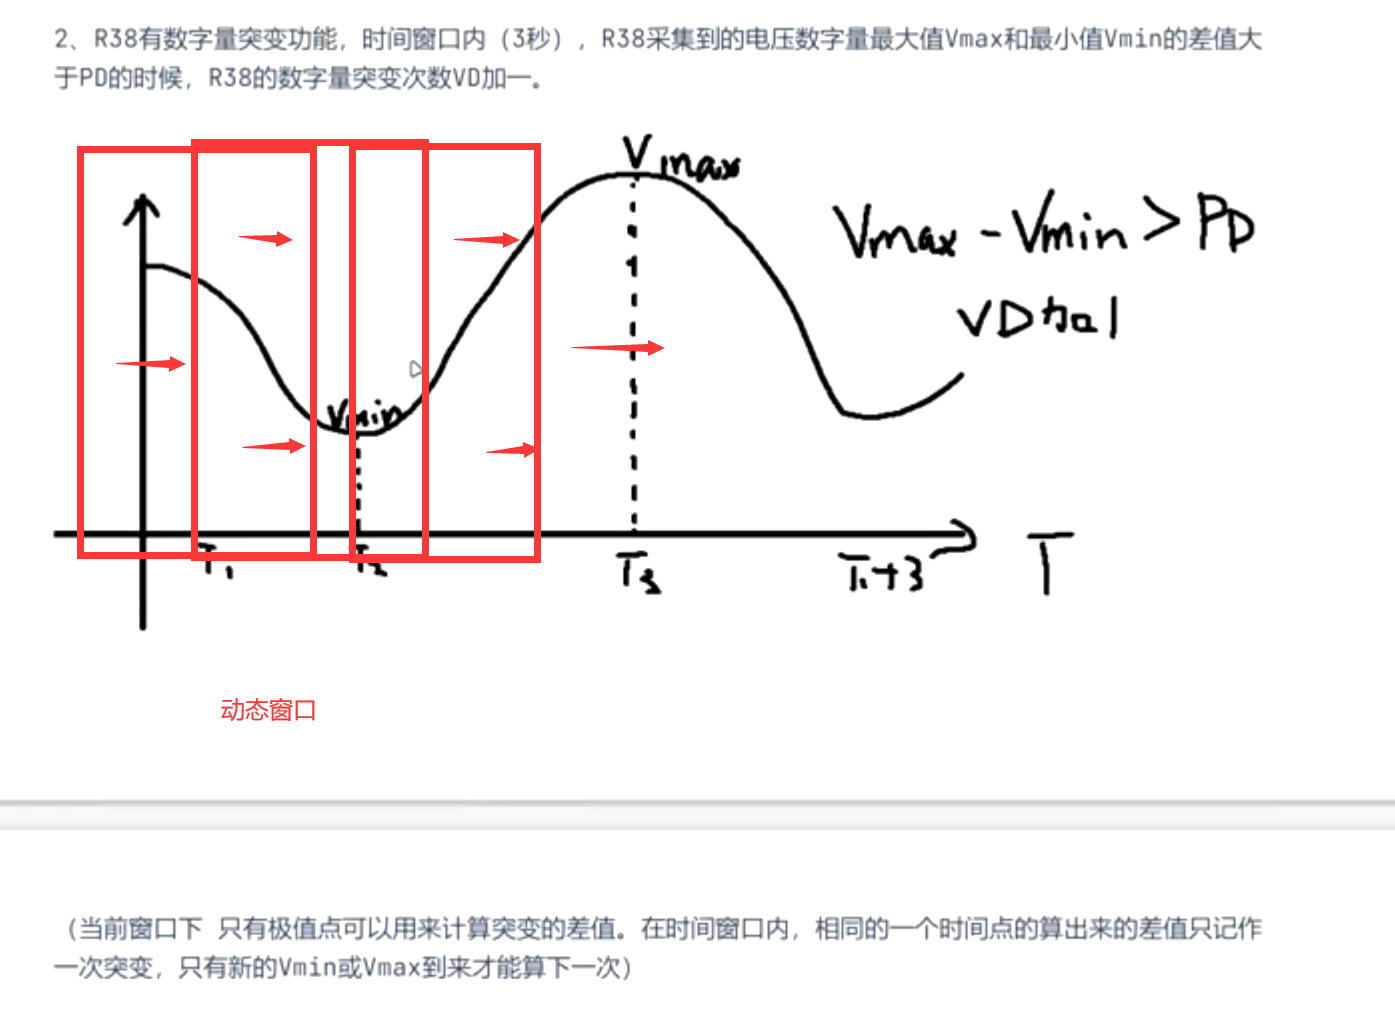 2、R38有数字量突变功能，时间窗口内（3秒），R38采集到的电压数字量最大值Vmax和最小值Vmin的差值大
于PD的时候，R38的数字量突变次数VD加一。
Vmax
Vmax - Vmin > PD
VD加1
Vmin
T1
T2
T3
T1+3
T
动态窗口
（当前窗口下 只有极值点可以用来计算突变的差值。在时间窗口内，相同的一个时间点的算出来的差值只记作
一次突变，只有新的Vmin或Vmax到来才能算下一次）